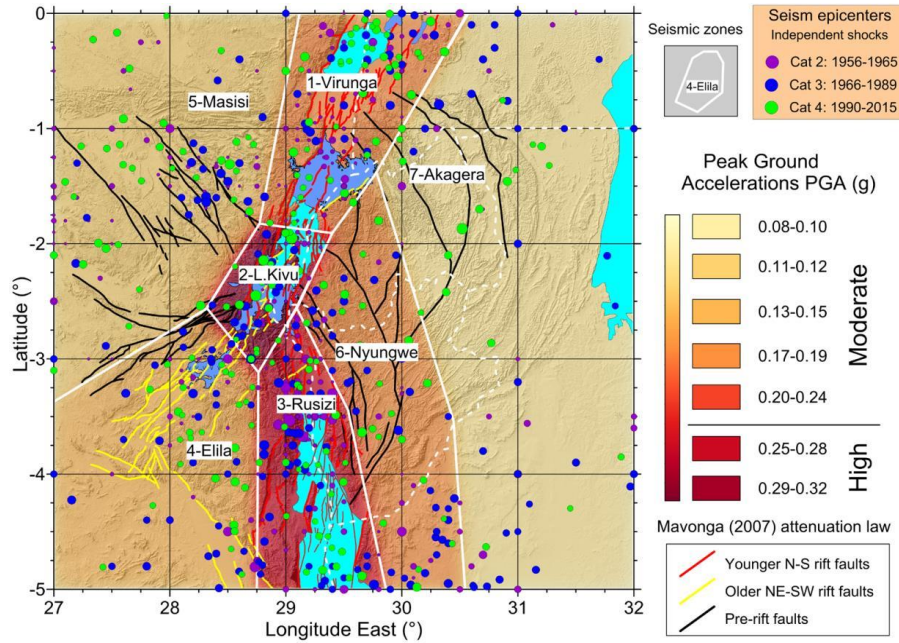 0
-1
-2
-3
-4
-5
Latitude (°)
27
28
29
30
31
32
Longitude East (°)
1-Virunga
5-Masisi
7-Akagera
2-L.Kivu
6-Nyungwe
3-Rusizi
4-Elila
Seismic zones
4-Elila
Seism epicenters
Independent shocks
Cat 2: 1956-1965
Cat 3: 1966-1989
Cat 4: 1990-2015
Peak Ground
Accelerations PGA (g)
0.08-0.10
0.11-0.12
0.13-0.15
0.17-0.19
0.20-0.24
0.25-0.28
0.29-0.32
Moderate
High
Mavonga (2007) attenuation law
Younger N-S rift faults
Older NE-SW rift faults
Pre-rift faults